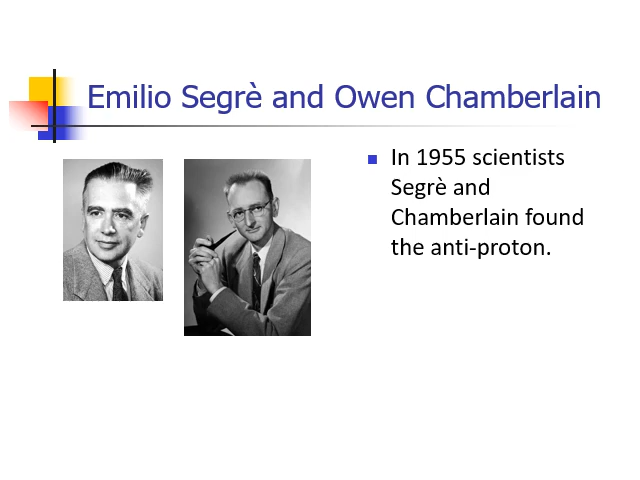 Emilio Segrè and Owen Chamberlain
■ In 1955 scientists
Segrè and
Chamberlain found
the anti-proton.